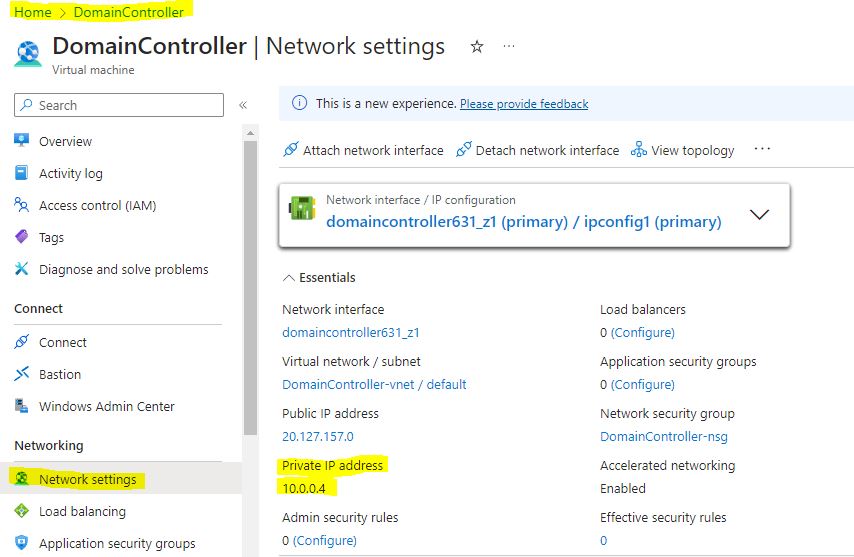 Home > DomainController
DomainController | Network settings
Virtual machine
Search
Overview
Activity log
Access control (IAM)
Tags
Diagnose and solve problems
Connect
Connect
Bastion
Windows Admin Center
Networking
Network settings
Load balancing
Application security groups
This is a new experience. Please provide feedback
Attach network interface Detach network interface View topology
Network interface / IP configuration
domaincontroller631_z1 (primary) / ipconfig1 (primary)
Essentials
Network interface
domaincontroller631_z1
Virtual network / subnet
DomainController-vnet / default
Public IP address
20.127.157.0
Private IP address
10.0.0.4
Admin security rules
0 (Configure)
Load balancers
0 (Configure)
Application security groups
0 (Configure)
Network security group
DomainController-nsg
Accelerated networking
Enabled
Effective security rules
0